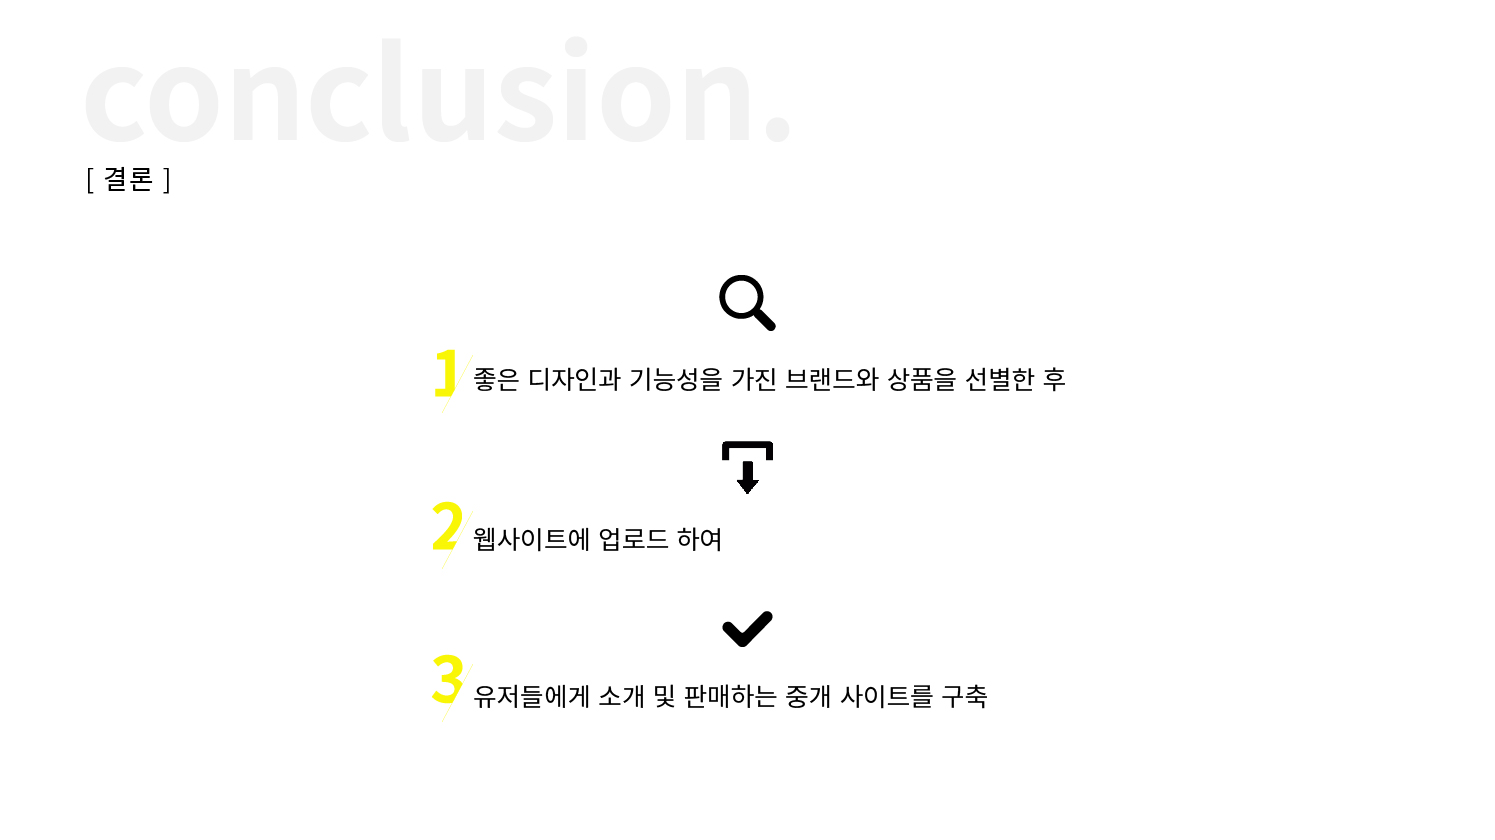 conclusion.
[ 결론 ]
1 좋은 디자인과 기능성을 가진 브랜드와 상품을 선별한 후
2 웹사이트에 업로드 하여
3 유저들에게 소개 및 판매하는 중개 사이트를 구축